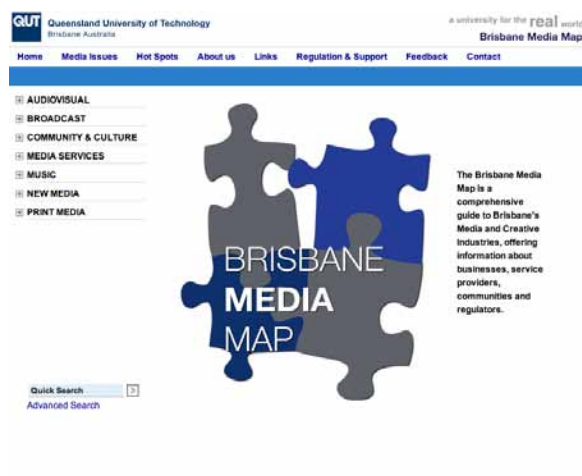 QUT
Queensland University of Technology
Brisbane Australia
a university for the real world
Brisbane Media Map
Home Media Issues Hot Spots About us Links Regulation & Support Feedback Contact
AUDIOVISUAL
BROADCAST
COMMUNITY & CULTURE
MEDIA SERVICES
MUSIC
NEW MEDIA
PRINT MEDIA
BRISBANE
MEDIA
MAP
The Brisbane Media
Map is a
comprehensive
guide to Brisbane's
Media and Creative
Industries, offering
information about
businesses, service
providers,
communities and
regulators.
Quick Search
Advanced Search